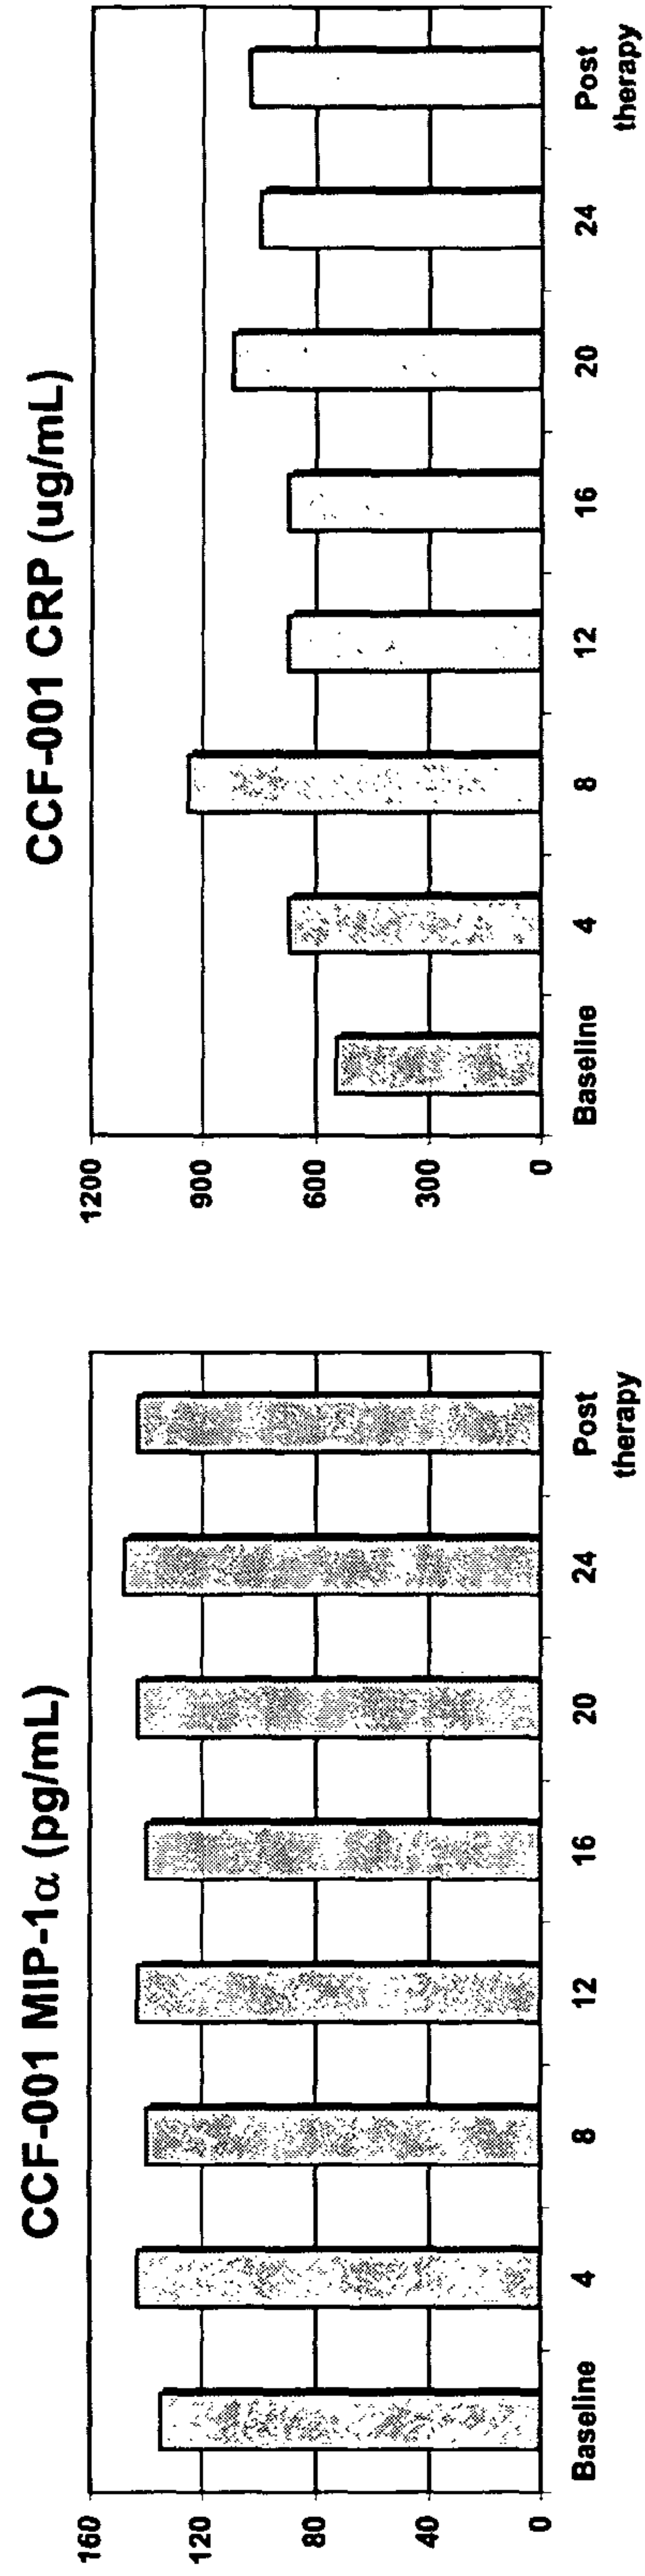 CCF-001 MIP-1α (pg/mL)
160
120
80
40
0
Baseline 4 8 12 16 20 24 Post
therapy
CCF-001 CRP (ug/mL)
1200
900
600
300
0
Baseline 4 8 12 16 20 24 Post
therapy